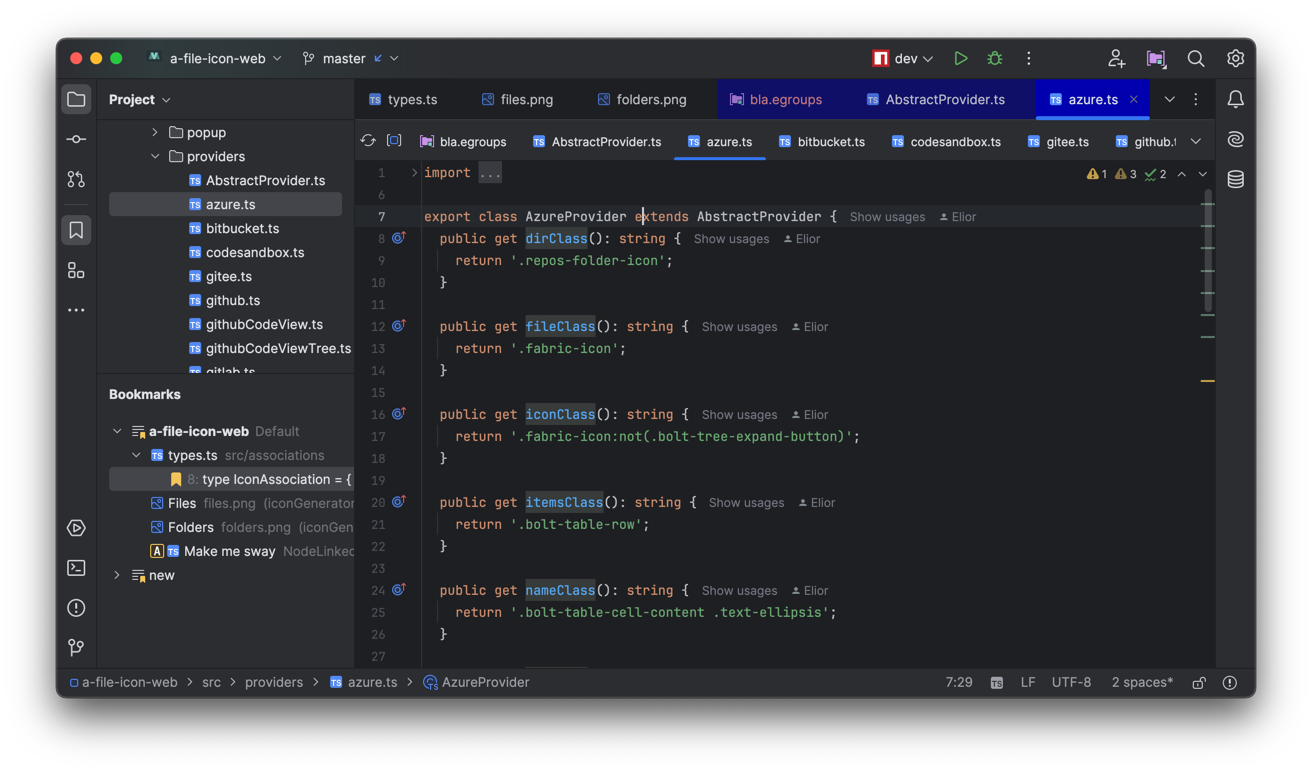 a-file-icon-web
master
dev
Project
types.ts
files.png
folders.png
bla.egroups
AbstractProvider.ts
azure.ts
popup
providers
AbstractProvider.ts
azure.ts
bitbucket.ts
codesandbox.ts
gitee.ts
github.ts
githubCodeView.ts
githubCodeViewTree.ts
gitlab.ts
Bookmarks
a-file-icon-web Default
types.ts src/associations
8: type IconAssociation = {
Files files.png (iconGenerator
Folders folders.png (iconGen
A TS Make me sway NodeLinked
new
bla.egroups
AbstractProvider.ts
azure.ts
bitbucket.ts
codesandbox.ts
gitee.ts
github.t
1 import ...
1 3 2
6
7 export class AzureProvider extends AbstractProvider { Show usages Elior
8 public get dirClass(): string { Show usages Elior
9 return '.repos-folder-icon';
10 }
11
12 public get fileClass(): string { Show usages Elior
13 return '.fabric-icon';
14 }
15
16 public get iconClass(): string { Show usages Elior
17 return '.fabric-icon:not(.bolt-tree-expand-button)';
18 }
19
20 public get itemsClass(): string { Show usages Elior
21 return '.bolt-table-row';
22 }
23
24 public get nameClass(): string { Show usages Elior
25 return '.bolt-table-cell-content .text-ellipsis';
26 }
27
a-file-icon-web > src > providers > TS azure.ts > AzureProvider
7:29 TS LF UTF-8 2 spaces*